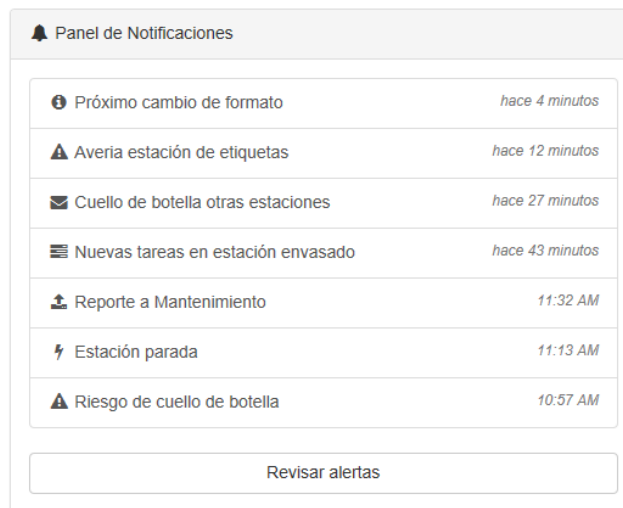 Panel de Notificaciones
Próximo cambio de formato hace 4 minutos
Averia estación de etiquetas hace 12 minutos
Cuello de botella otras estaciones hace 27 minutos
Nuevas tareas en estación envasado hace 43 minutos
Reporte a Mantenimiento 11:32 AM
Estación parada 11:13 AM
Riesgo de cuello de botella 10:57 AM
Revisar alertas